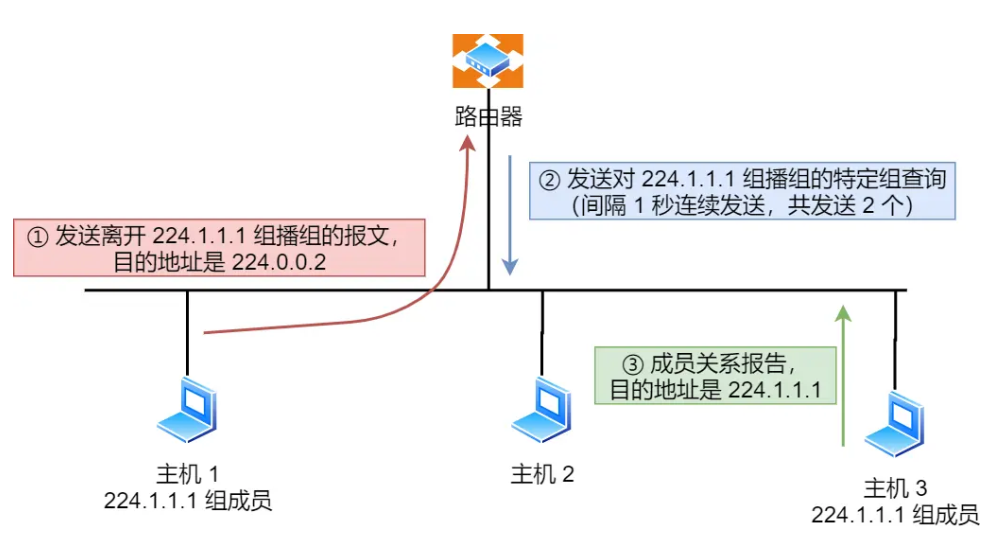 路由器
② 发送对 224.1.1.1 组播组的特定组查询
（间隔 1 秒连续发送，共发送 2 个）
① 发送离开 224.1.1.1 组播组的报文，
目的地址是 224.0.0.2
③ 成员关系报告，
目的地址是 224.1.1.1
主机 1
224.1.1.1 组成员
主机 2
主机 3
224.1.1.1 组成员